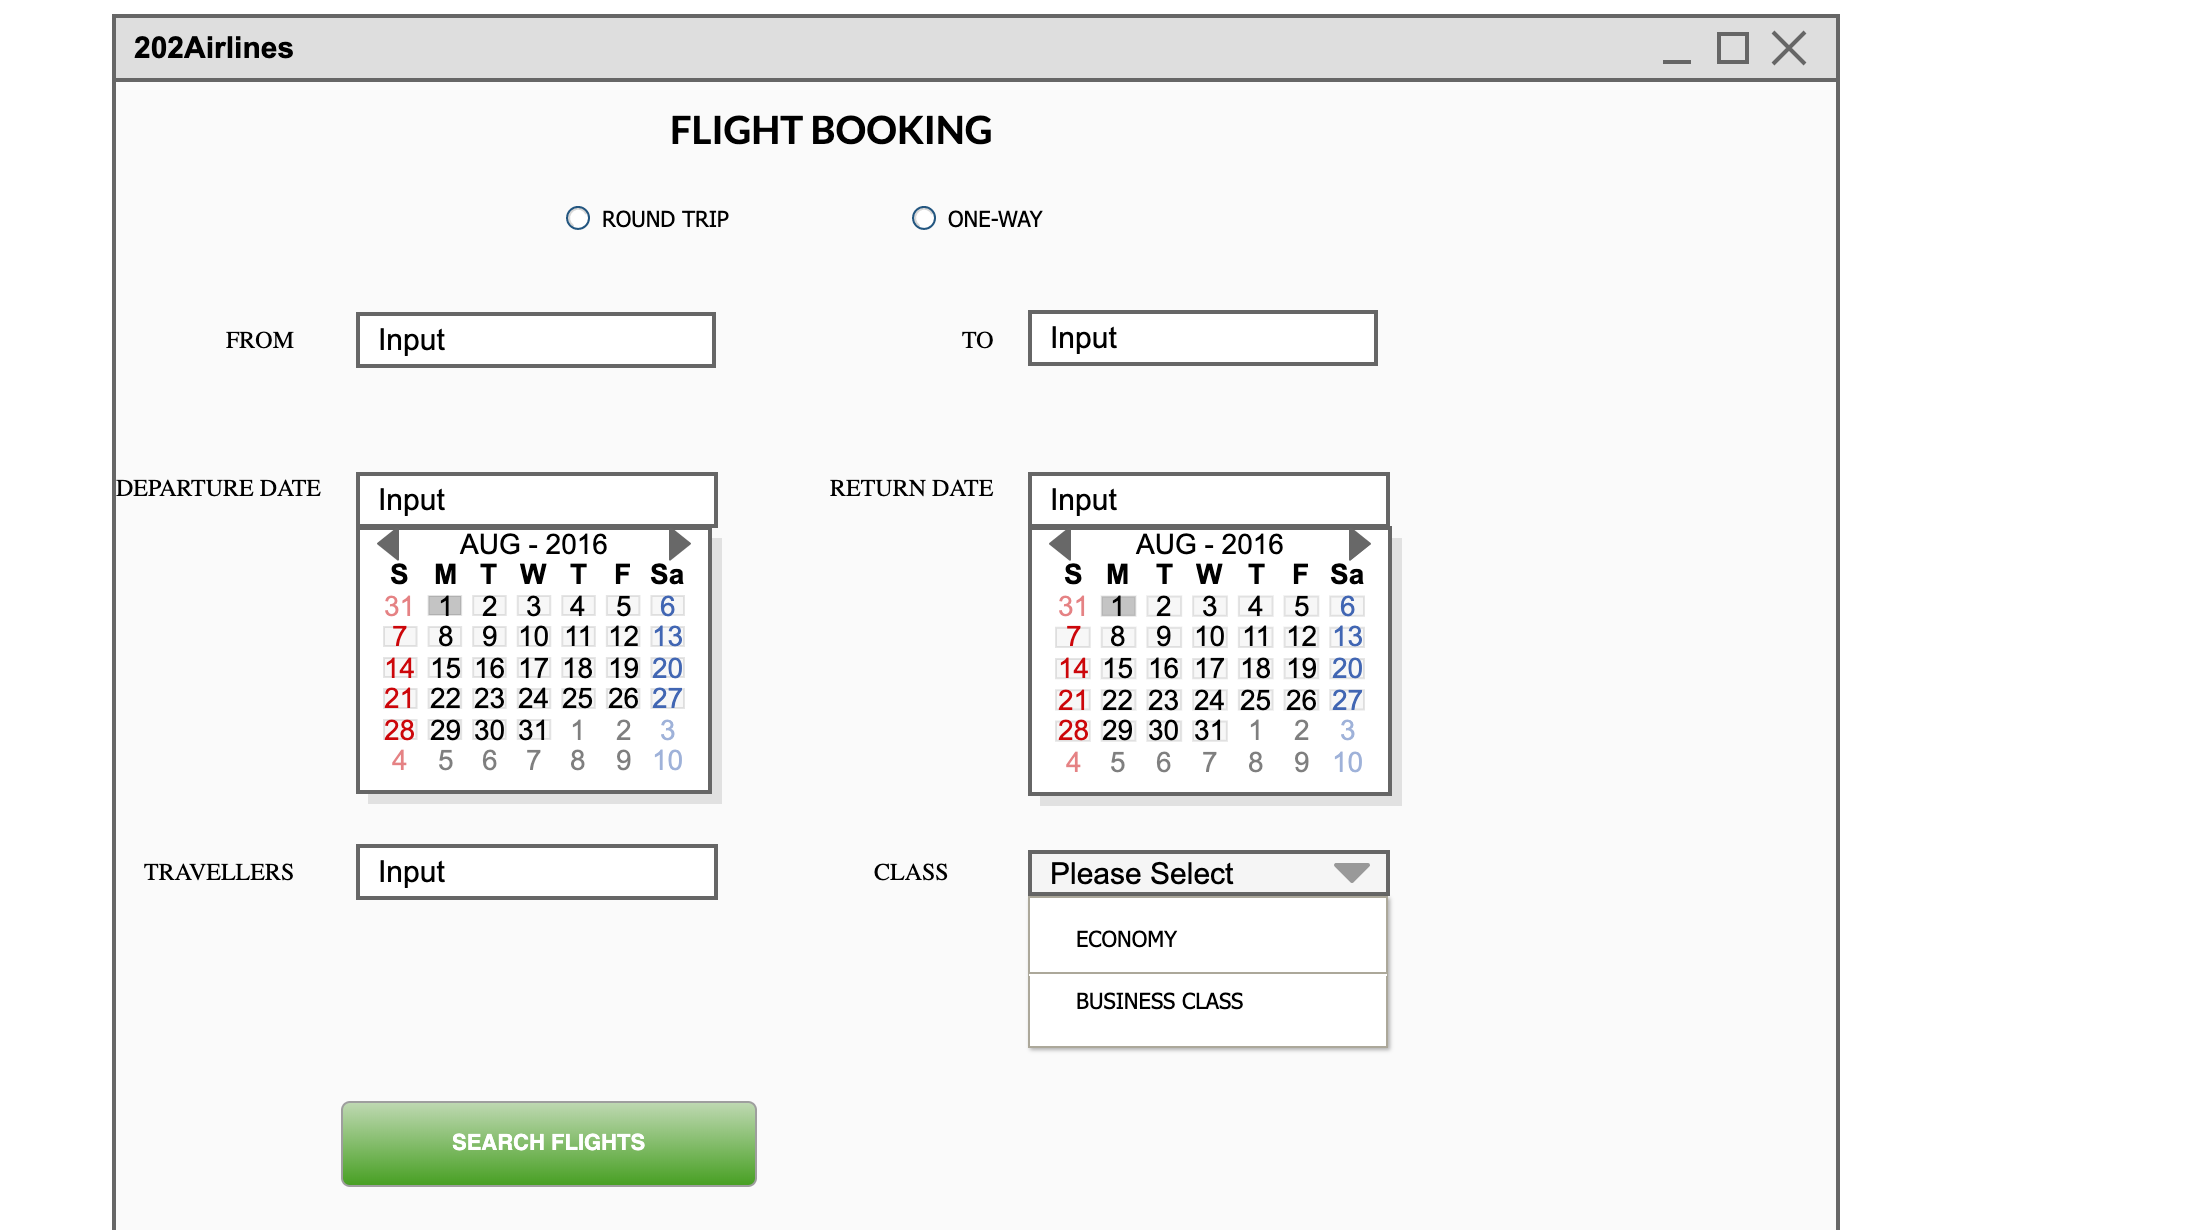 202Airlines
FLIGHT BOOKING
ROUND TRIP ONE-WAY
FROM Input TO Input
DEPARTURE DATE Input RETURN DATE Input
AUG - 2016 AUG - 2016
S M T W T F Sa S M T W T F Sa
31 1 2 3 4 5 6 31 1 2 3 4 5 6
7 8 9 10 11 12 13 7 8 9 10 11 12 13
14 15 16 17 18 19 20 14 15 16 17 18 19 20
21 22 23 24 25 26 27 21 22 23 24 25 26 27
28 29 30 31 1 2 3 28 29 30 31 1 2 3
4 5 6 7 8 9 10 4 5 6 7 8 9 10
TRAVELLERS Input CLASS Please Select
ECONOMY
BUSINESS CLASS
SEARCH FLIGHTS